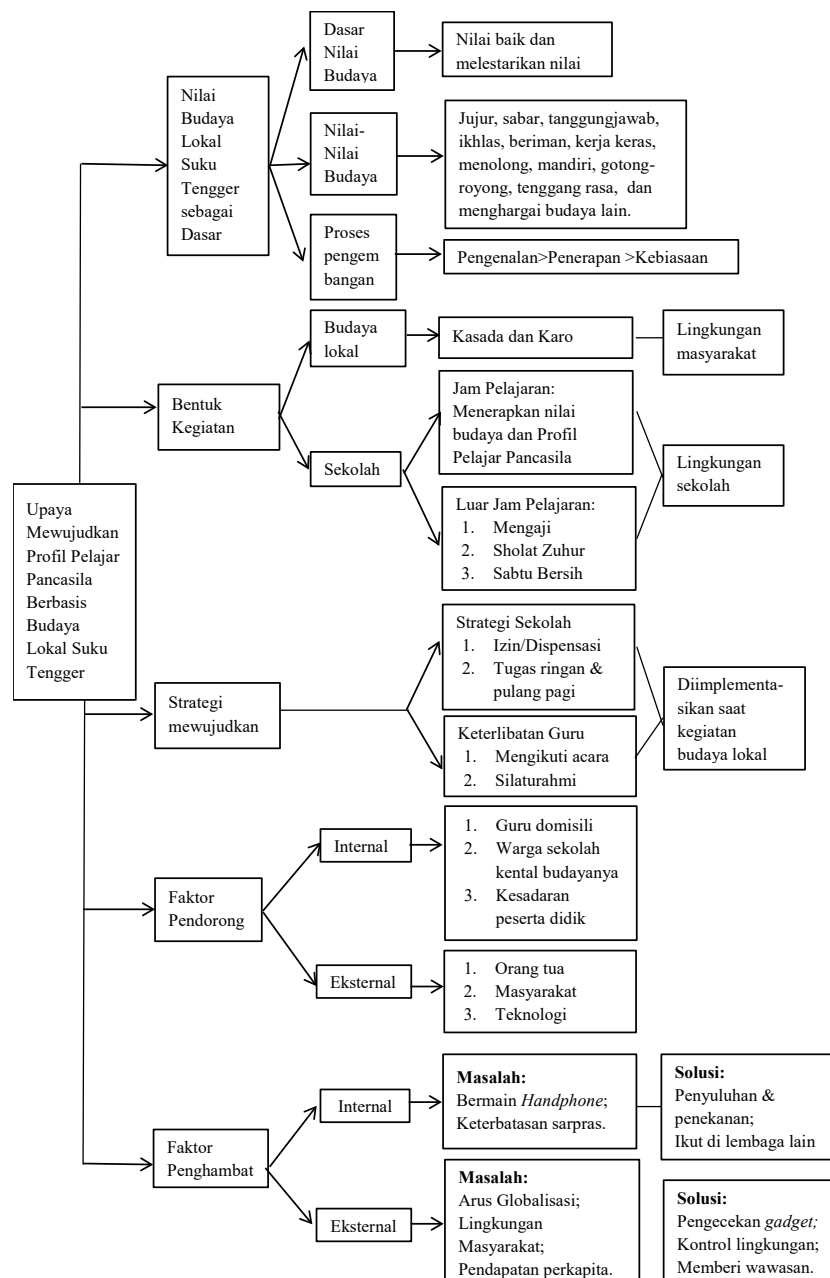 Upaya
Mewujudkan
Profil Pelajar
Pancasila
Berbasis
Budaya
Lokal Suku
Tengger
Nilai
Budaya
Lokal
Suku
Tengger
sebagai
Dasar
Dasar
Nilai
Budaya
Nilai baik dan
melestarikan nilai
Nilai-
Nilai
Budaya
Jujur, sabar, tanggungjawab,
ikhlas, beriman, kerja keras,
menolong, mandiri, gotong-
royong, tenggang rasa, dan
menghargai budaya lain.
Proses
pengem
bangan
Pengenalan>Penerapan >Kebiasaan
Bentuk
Kegiatan
Budaya
lokal
Kasada dan Karo
Lingkungan
masyarakat
Sekolah
Jam Pelajaran:
Menerapkan nilai
budaya dan Profil
Pelajar Pancasila
Luar Jam Pelajaran:
1. Mengaji
2. Sholat Zuhur
3. Sabtu Bersih
Lingkungan
sekolah
Strategi
mewujudkan
Strategi Sekolah
1. Izin/Dispensasi
2. Tugas ringan &
pulang pagi
Keterlibatan Guru
1. Mengikuti acara
2. Silaturahmi
Diimplementa-
sikan saat
kegiatan
budaya lokal
Faktor
Pendorong
Internal
1. Guru domisili
2. Warga sekolah
kental budayanya
3. Kesadaran
peserta didik
Eksternal
1. Orang tua
2. Masyarakat
3. Teknologi
Faktor
Penghambat
Internal
Masalah:
Bermain Handphone;
Keterbatasan sarpras.
Solusi:
Penyuluhan &
penekanan;
Ikut di lembaga lain
Eksternal
Masalah:
Arus Globalisasi;
Lingkungan
Masyarakat;
Pendapatan perkapita.
Solusi:
Pengecekan gadget;
Kontrol lingkungan;
Memberi wawasan.